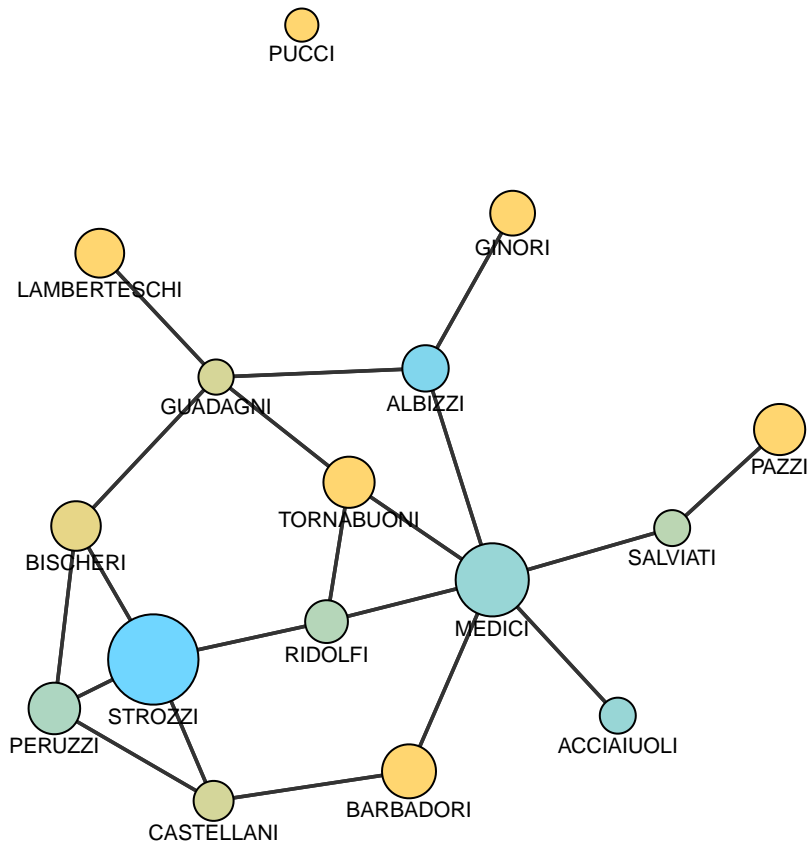 PUCCI
GINORI
LAMBERTESCHI
GUADAGNI
ALBIZZI
PAZZI
TORNABUONI
BISCHERI
SALVIATI
MEDICI
RIDOLFI
STROZZI
PERUZZI
ACCIAIUOLI
BARBADORI
CASTELLANI